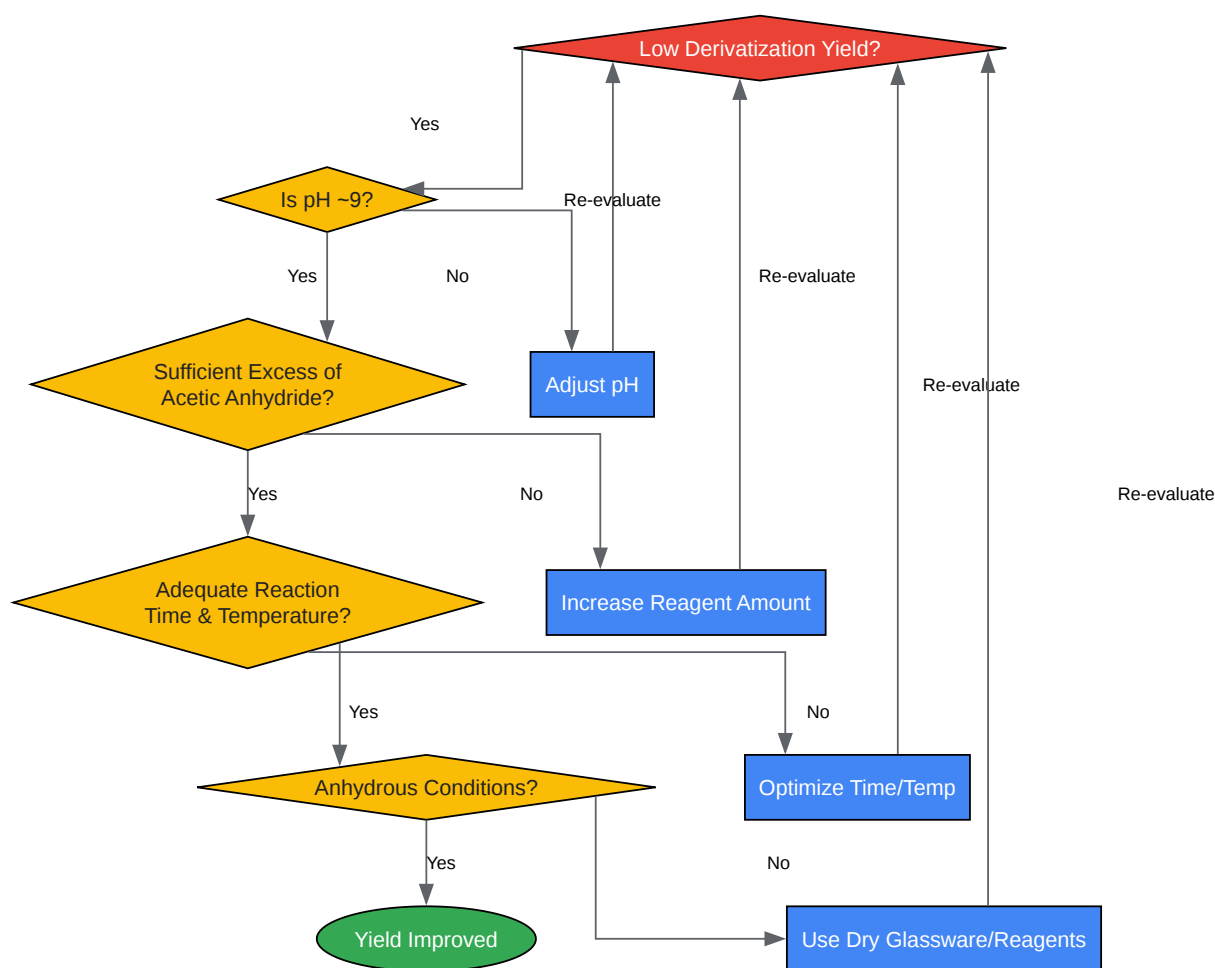 Low Derivatization Yield?
Yes
Is pH ~9?
Re-evaluate
Yes
No
Re-evaluate
Sufficient Excess of
Acetic Anhydride?
Adjust pH
Re-evaluate
Yes
No
Re-evaluate
Adequate Reaction
Time & Temperature?
Increase Reagent Amount
Yes
No
Anhydrous Conditions?
Optimize Time/Temp
Yes
No
Yield Improved
Use Dry Glassware/Reagents